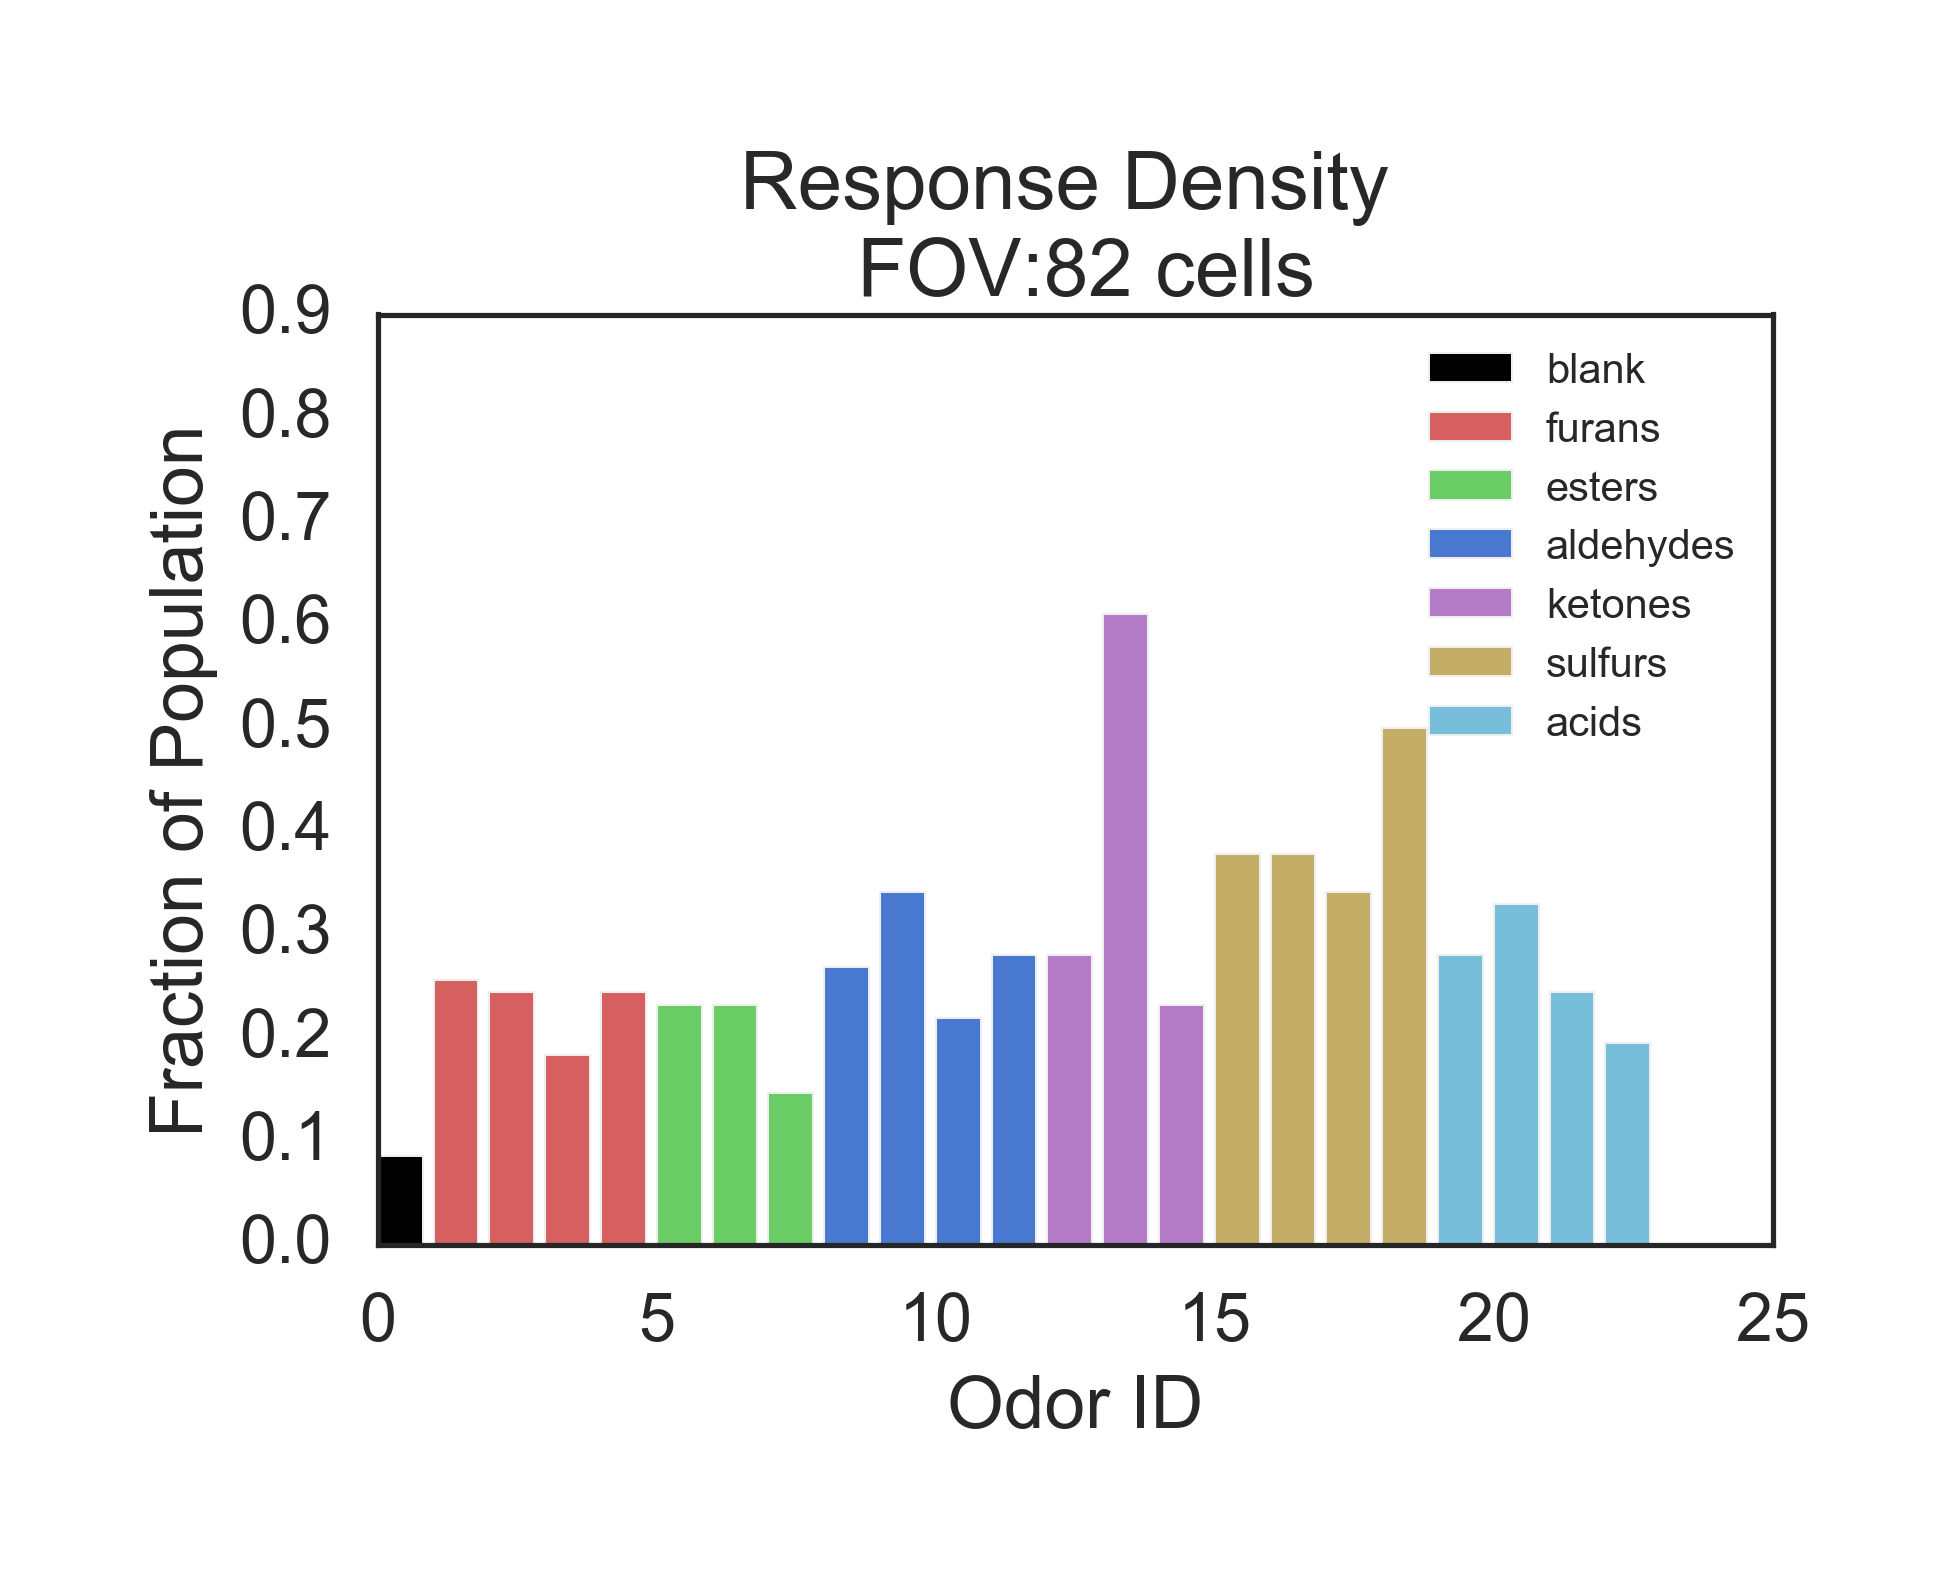 Response Density
FOV:82 cells
0.9
0.8
0.7
0.6
0.5
0.4
0.3
0.2
0.1
0.0
Fraction of Population
blank
furans
esters
aldehydes
ketones
sulfurs
acids
0 5 10 15 20 25
Odor ID